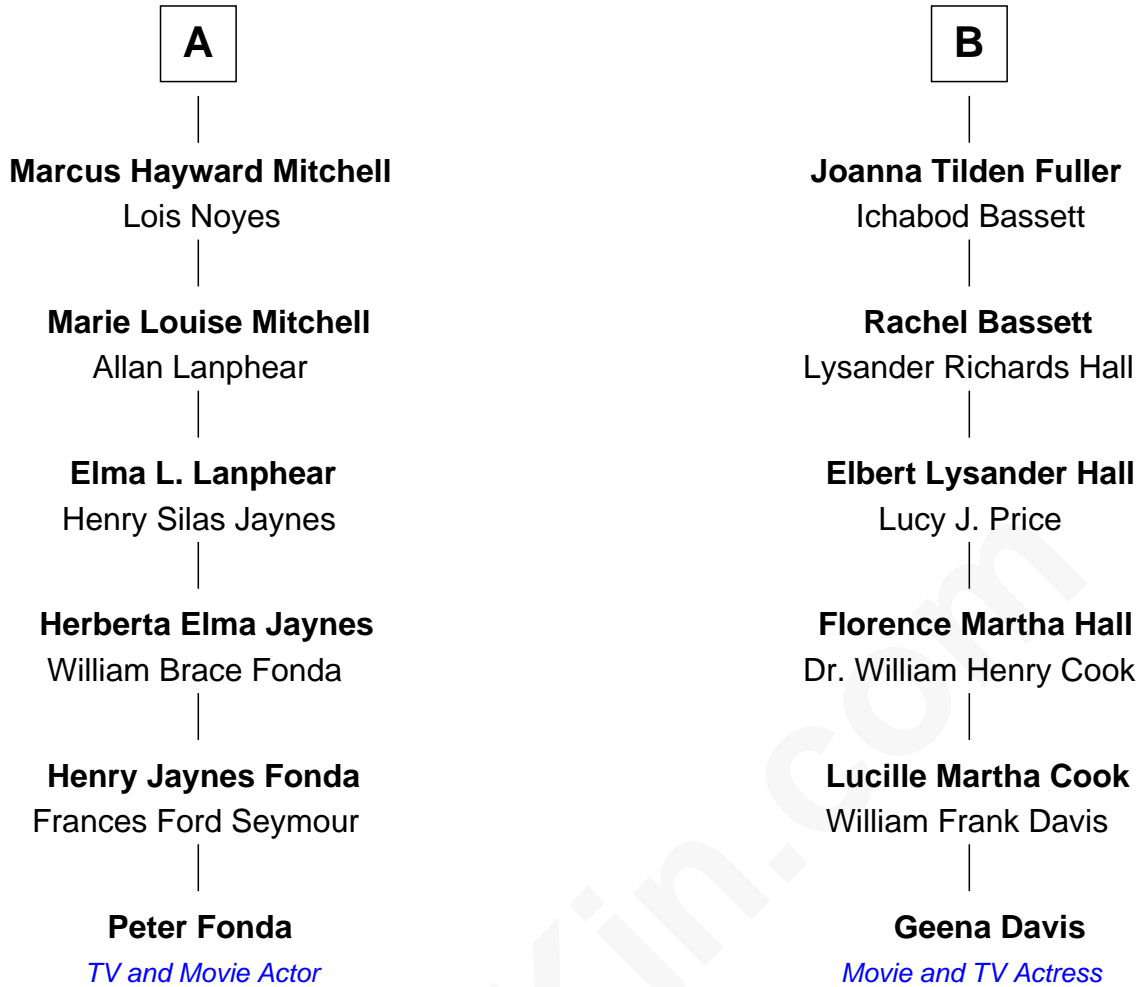 A
Marcus Hayward Mitchell
Lois Noyes
Marie Louise Mitchell
Allan Lanphear
Elma L. Lanphear
Henry Silas Jaynes
Herberta Elma Jaynes
William Brace Fonda
Henry Jaynes Fonda
Frances Ford Seymour
Peter Fonda
TV and Movie Actor
B
Joanna Tilden Fuller
Ichabod Bassett
Rachel Bassett
Lysander Richards Hall
Elbert Lysander Hall
Lucy J. Price
Florence Martha Hall
Dr. William Henry Cook
Lucille Martha Cook
William Frank Davis
Geena Davis
Movie and TV Actress